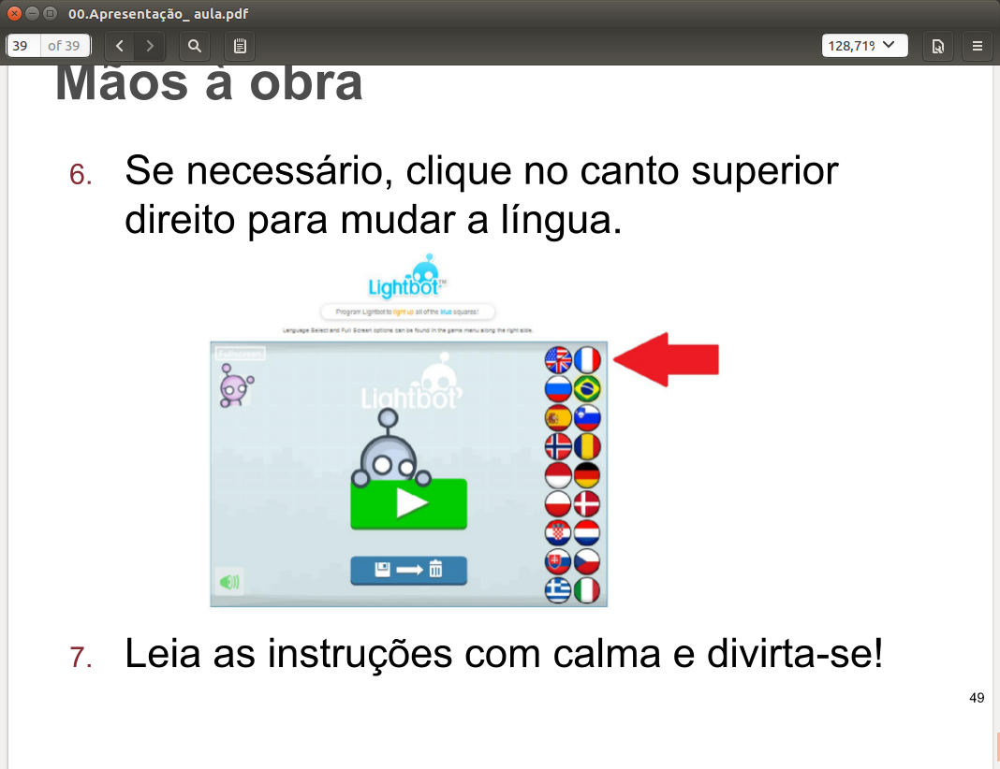 00.Apresentação_ aula.pdf
39 of 39
128,71%
Mãos à obra
6. Se necessário, clique no canto superior
direito para mudar a língua.
Lightbot™
Program Lightbot to light up all of the blue squares!
Language Select and Full Screen options can be found in the game menu along the right side.
Fullscreen
Lightbot
7. Leia as instruções com calma e divirta-se!
49